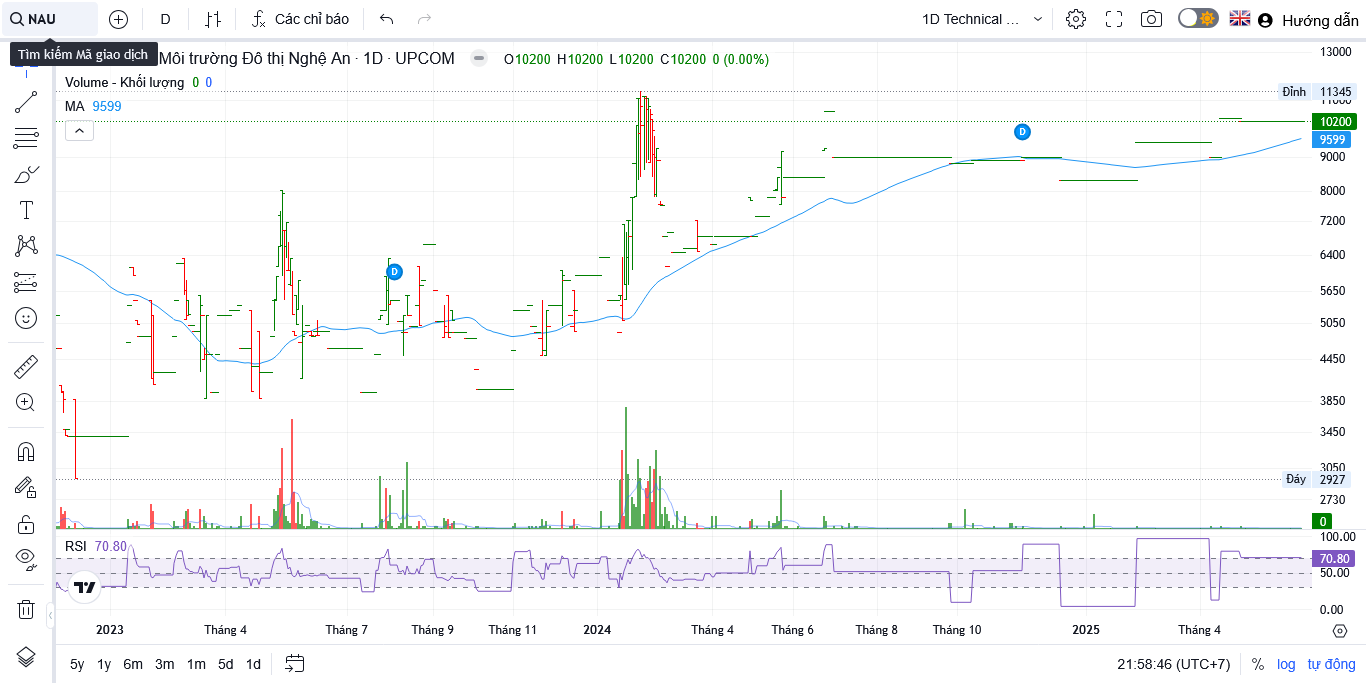 NAU D Các chỉ báo 1D Technical ... Hướng dẫn
Tìm kiếm Mã giao dịch
Môi trường Đô thị Nghệ An · 1D · UPCOM O10200 H10200 L10200 C10200 0 (0.00%)
Volume - Khối lượng 0 0
MA 9599
13000
Đỉnh 11345
11000
10200
9599
9000
8000
7200
6400
5650
5050
4450
3850
3450
3050
Đáy 2927
2730
0
D
D
RSI 70.80
100.00
70.80
50.00
0.00
2023 Tháng 4 Tháng 7 Tháng 9 Tháng 11 2024 Tháng 4 Tháng 6 Tháng 8 Tháng 10 2025 Tháng 4
5y 1y 6m 3m 1m 5d 1d 21:58:46 (UTC+7) % log tự động